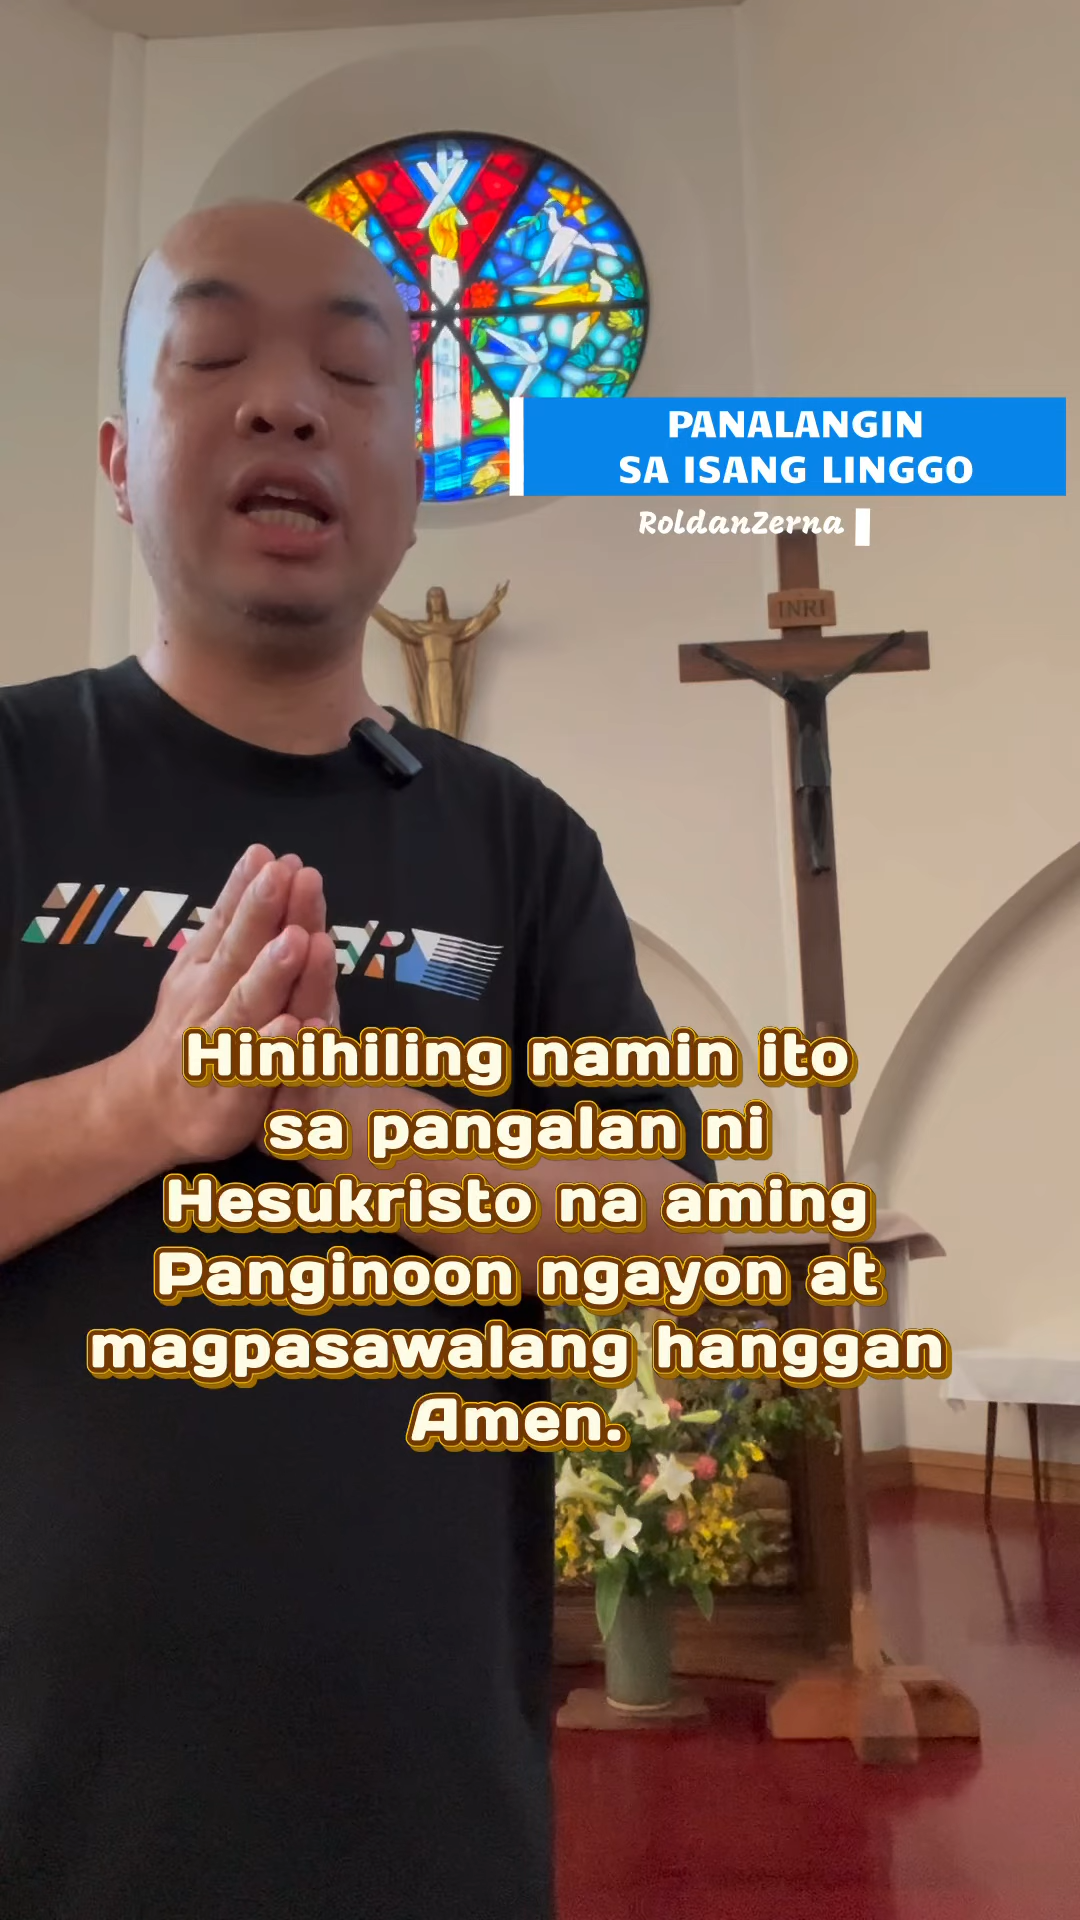 PANALANGIN
SA ISANG LINGGO
RoldanZerna
INRI
Hinihiling namin ito
sa pangalan ni
Hesukristo na aming
Panginoon ngayon at
magpasawalang hanggan
Amen.